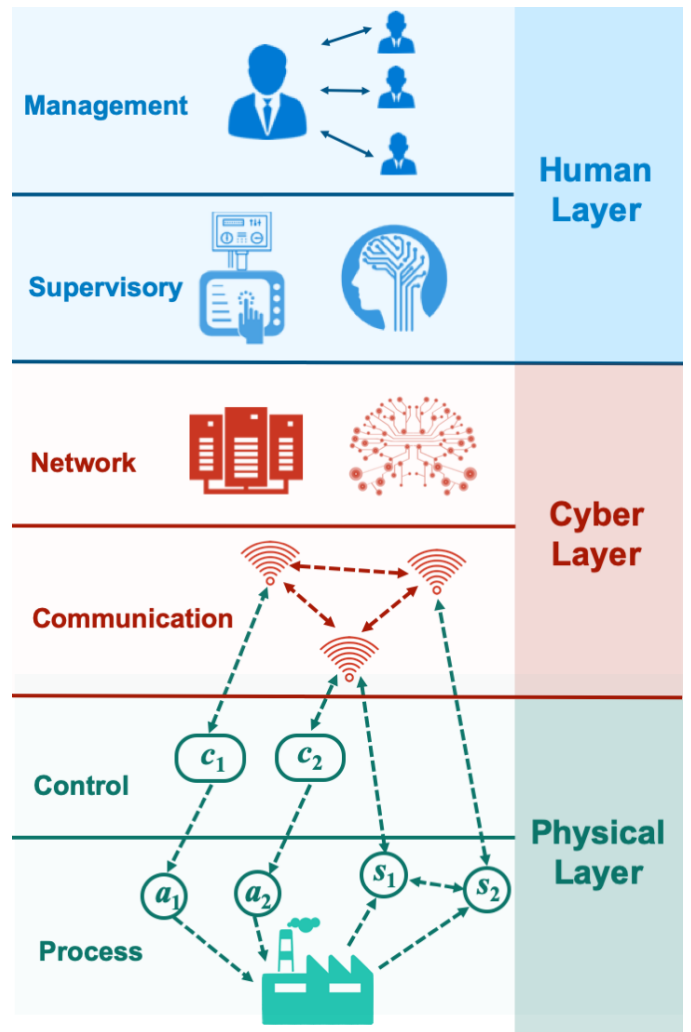 Management
Human
Layer
Supervisory
Network
Cyber
Layer
Communication
c₁
c₂
Control
Physical
Layer
a₁
a₂
s₁
s₂
Process